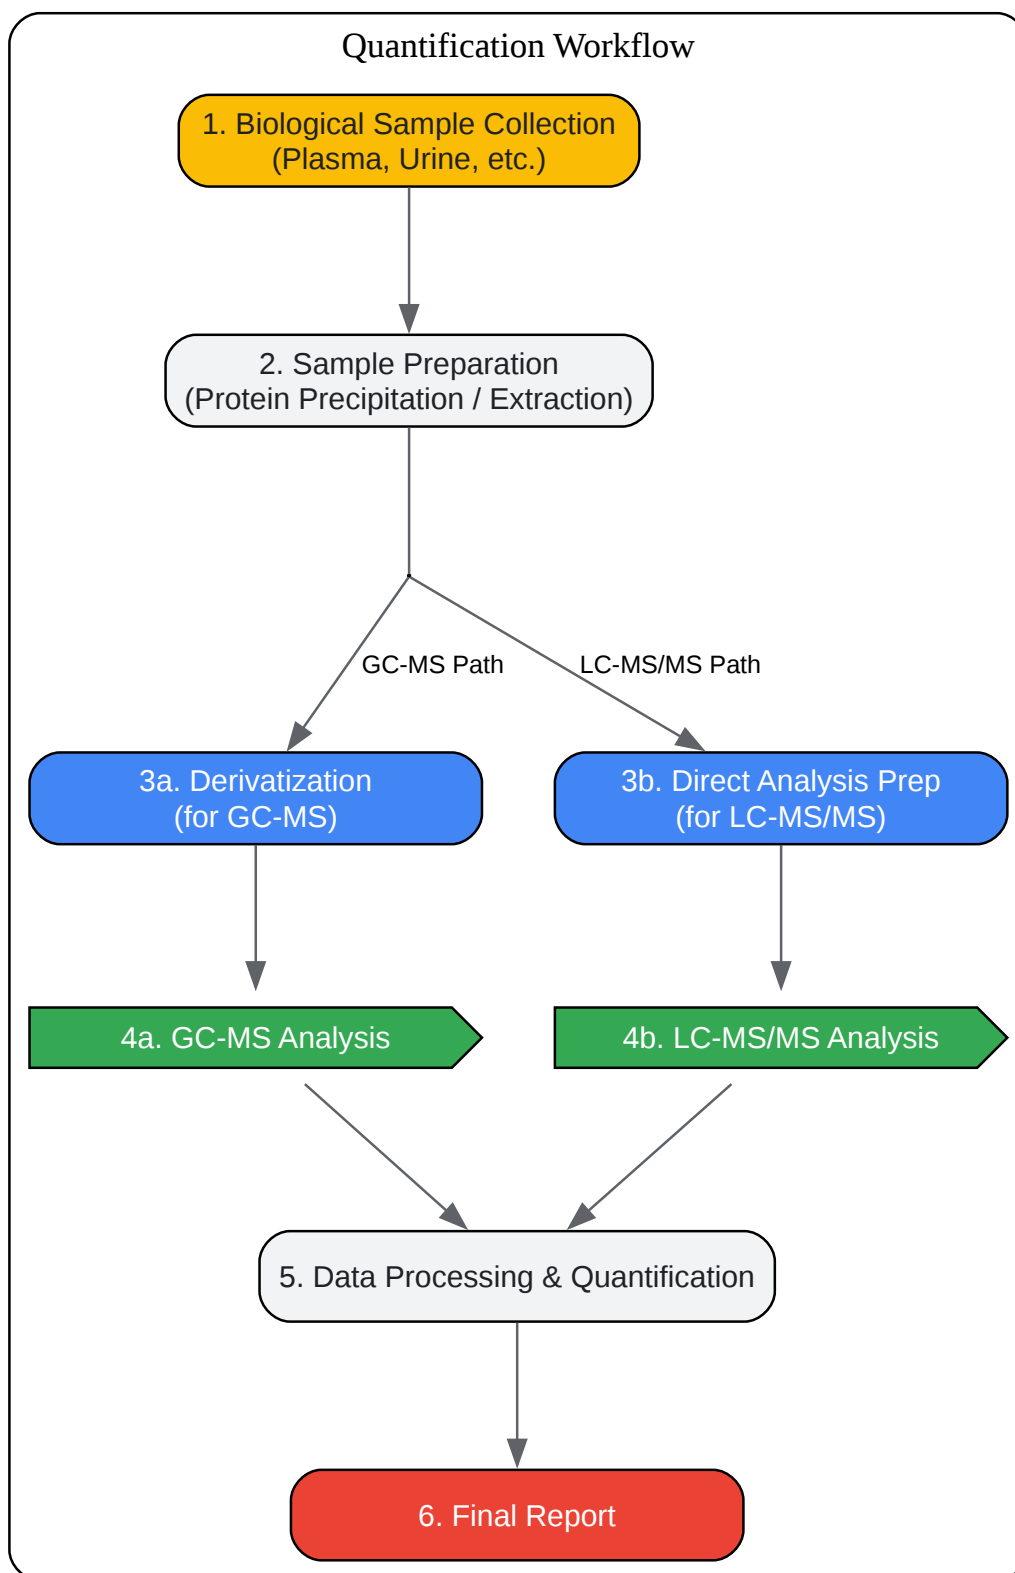 Quantification Workflow
1. Biological Sample Collection
(Plasma, Urine, etc.)
2. Sample Preparation
(Protein Precipitation / Extraction)
GC-MS Path
LC-MS/MS Path
3a. Derivatization
(for GC-MS)
3b. Direct Analysis Prep
(for LC-MS/MS)
4a. GC-MS Analysis
4b. LC-MS/MS Analysis
5. Data Processing & Quantification
6. Final Report